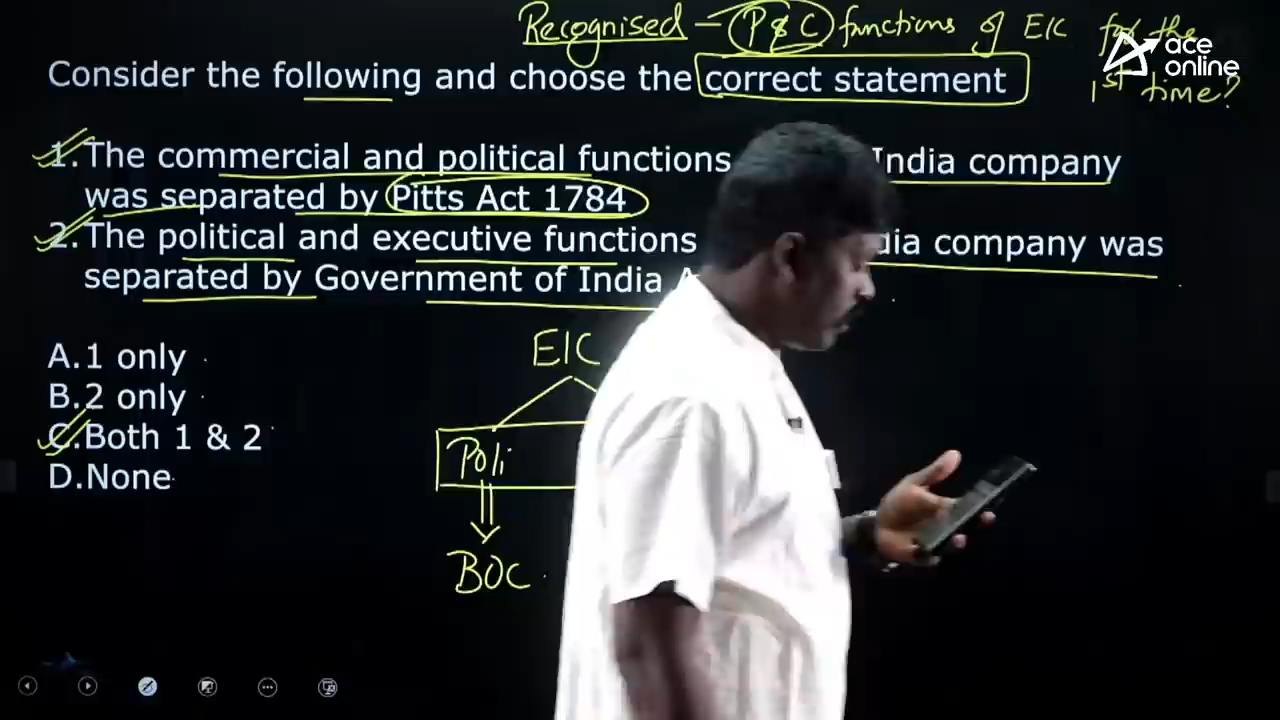 Recognised – P & C functions of EIC for the
1st time?
ace
online
Consider the following and choose the correct statement
1. The commercial and political functions India company
was separated by Pitts Act 1784
2. The political and executive functions dia company was
separated by Government of India A
A. 1 only
B. 2 only
C. Both 1 & 2
D. None
EIC
Poli
BOC